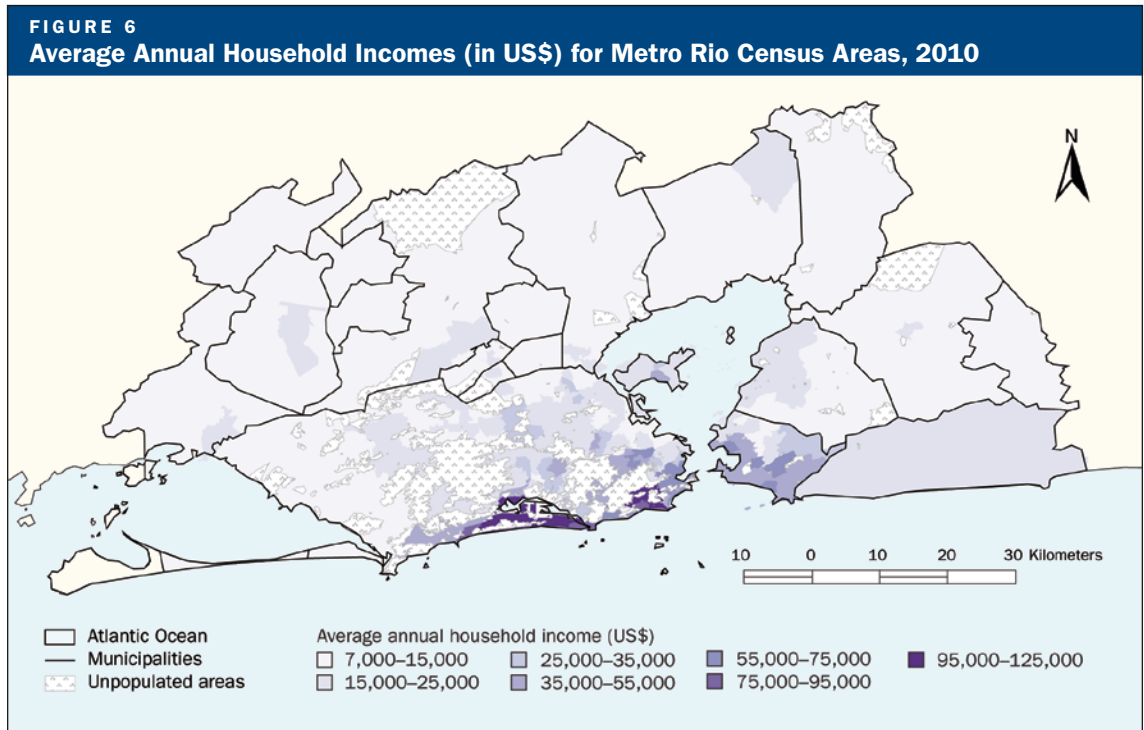 FIGURE 6
Average Annual Household Incomes (in US$) for Metro Rio Census Areas, 2010
N
10 0 10 20 30 Kilometers
Atlantic Ocean
Municipalities
Unpopulated areas
Average annual household income (US$)
7,000–15,000
15,000–25,000
25,000–35,000
35,000–55,000
55,000–75,000
75,000–95,000
95,000–125,000